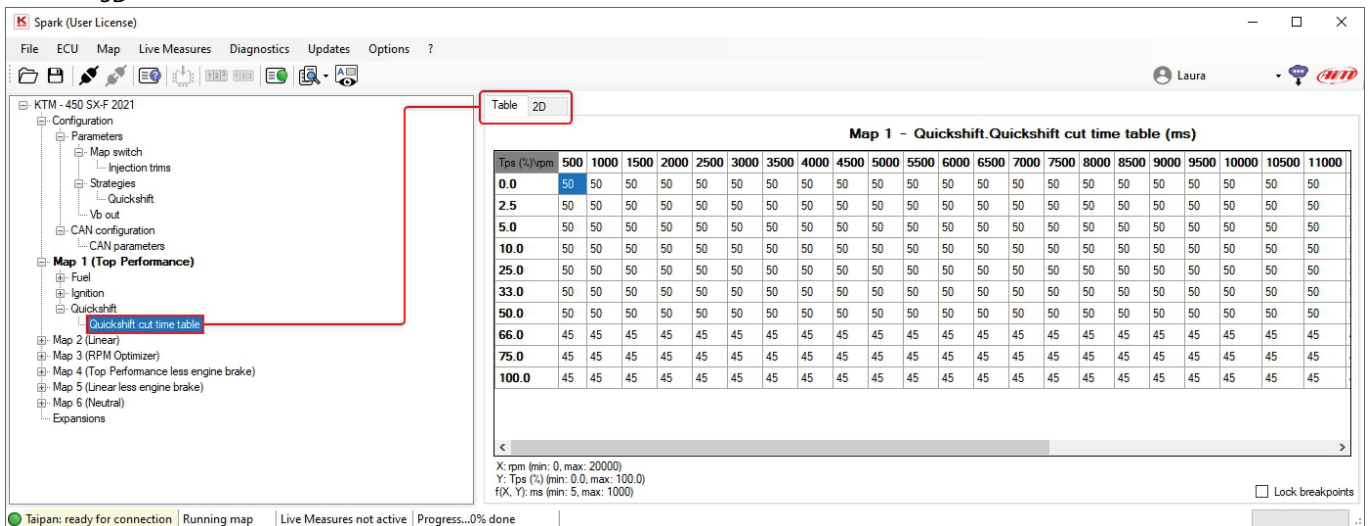 Spark (User License)
File ECU Map Live Measures Diagnostics Updates Options ?
Laura
KTM - 450 SX-F 2021
Configuration
Parameters
Map switch
Injection trims
Strategies
Quickshift
Vb out
CAN configuration
CAN parameters
Map 1 (Top Performance)
Fuel
Ignition
Quickshift
Quickshift cut time table
Map 2 (Linear)
Map 3 (RPM Optimizer)
Map 4 (Top Performance less engine brake)
Map 5 (Linear less engine brake)
Map 6 (Neutral)
Expansions
Table 2D
Map 1 - Quickshift.Quickshift cut time table (ms)
Tps (%)\rpm 500 1000 1500 2000 2500 3000 3500 4000 4500 5000 5500 6000 6500 7000 7500 8000 8500 9000 9500 10000 10500 11000
0.0 50 50 50 50 50 50 50 50 50 50 50 50 50 50 50 50 50 50 50 50 50 50
2.5 50 50 50 50 50 50 50 50 50 50 50 50 50 50 50 50 50 50 50 50 50 50
5.0 50 50 50 50 50 50 50 50 50 50 50 50 50 50 50 50 50 50 50 50 50 50
10.0 50 50 50 50 50 50 50 50 50 50 50 50 50 50 50 50 50 50 50 50 50 50
25.0 50 50 50 50 50 50 50 50 50 50 50 50 50 50 50 50 50 50 50 50 50 50
33.0 50 50 50 50 50 50 50 50 50 50 50 50 50 50 50 50 50 50 50 50 50 50
50.0 50 50 50 50 50 50 50 50 50 50 50 50 50 50 50 50 50 50 50 50 50 50
66.0 45 45 45 45 45 45 45 45 45 45 45 45 45 45 45 45 45 45 45 45 45 45
75.0 45 45 45 45 45 45 45 45 45 45 45 45 45 45 45 45 45 45 45 45 45 45
100.0 45 45 45 45 45 45 45 45 45 45 45 45 45 45 45 45 45 45 45 45 45 45
X: rpm (min: 0, max: 20000)
Y: Tps (%) (min: 0.0, max: 100.0)
f(X, Y): ms (min: 5, max: 1000)
Lock breakpoints
Taipan: ready for connection Running map Live Measures not active Progress...0% done